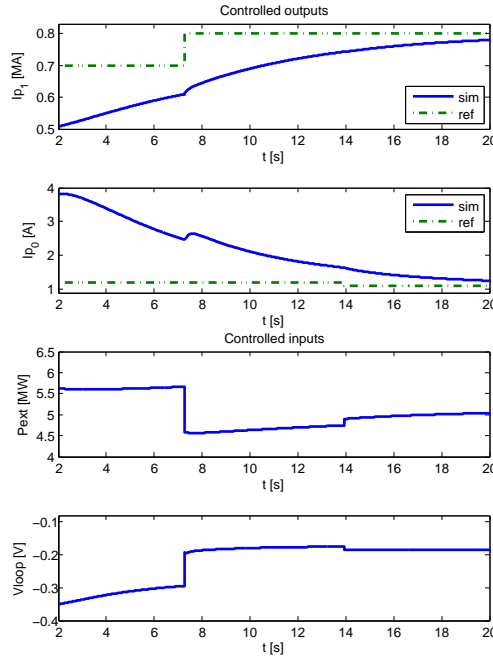 Controlled outputs
0.8
0.7
0.6
0.5
Ip1 [MA]
sim
ref
2 4 6 8 10 12 14 16 18 20
t [s]
4
3
2
1
Ip0 [A]
sim
ref
2 4 6 8 10 12 14 16 18 20
t [s]
Controlled inputs
6.5
6
5.5
5
4.5
4
Pext [MW]
2 4 6 8 10 12 14 16 18 20
t [s]
−0.1
−0.2
−0.3
−0.4
Vloop [V]
2 4 6 8 10 12 14 16 18 20
t [s]